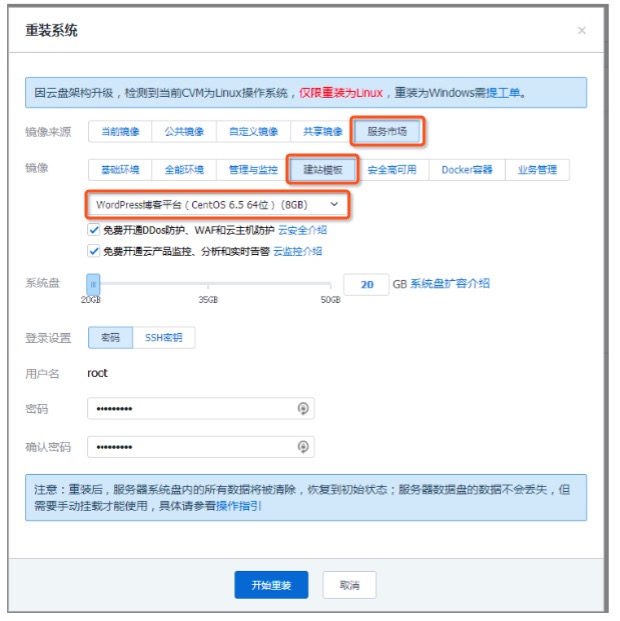 重装系统
因云盘架构升级，检测到当前CVM为Linux操作系统，仅限重装为Linux，重装为Windows需提工单。
镜像来源 当前镜像 公共镜像 自定义镜像 共享镜像 服务市场
镜像 基础环境 全能环境 管理与监控 建站模板 安全高可用 Docker容器 业务管理
WordPress博客平台（CentOS 6.5 64位）(8GB)
免费开通DDos防护、WAF和云主机防护 云安全介绍
免费开通云产品监控、分析和实时告警 云监控介绍
系统盘 20 GB 系统盘扩容介绍
20GB 35GB 50GB
登录设置 密码 SSH密钥
用户名 root
密码 •••••••••
确认密码 •••••••••
注意：重装后，服务器系统盘内的所有数据将被清除，恢复到初始状态；服务器数据盘的数据不会丢失，但
需要手动挂载才能使用，具体请参看操作指引
开始重装 取消